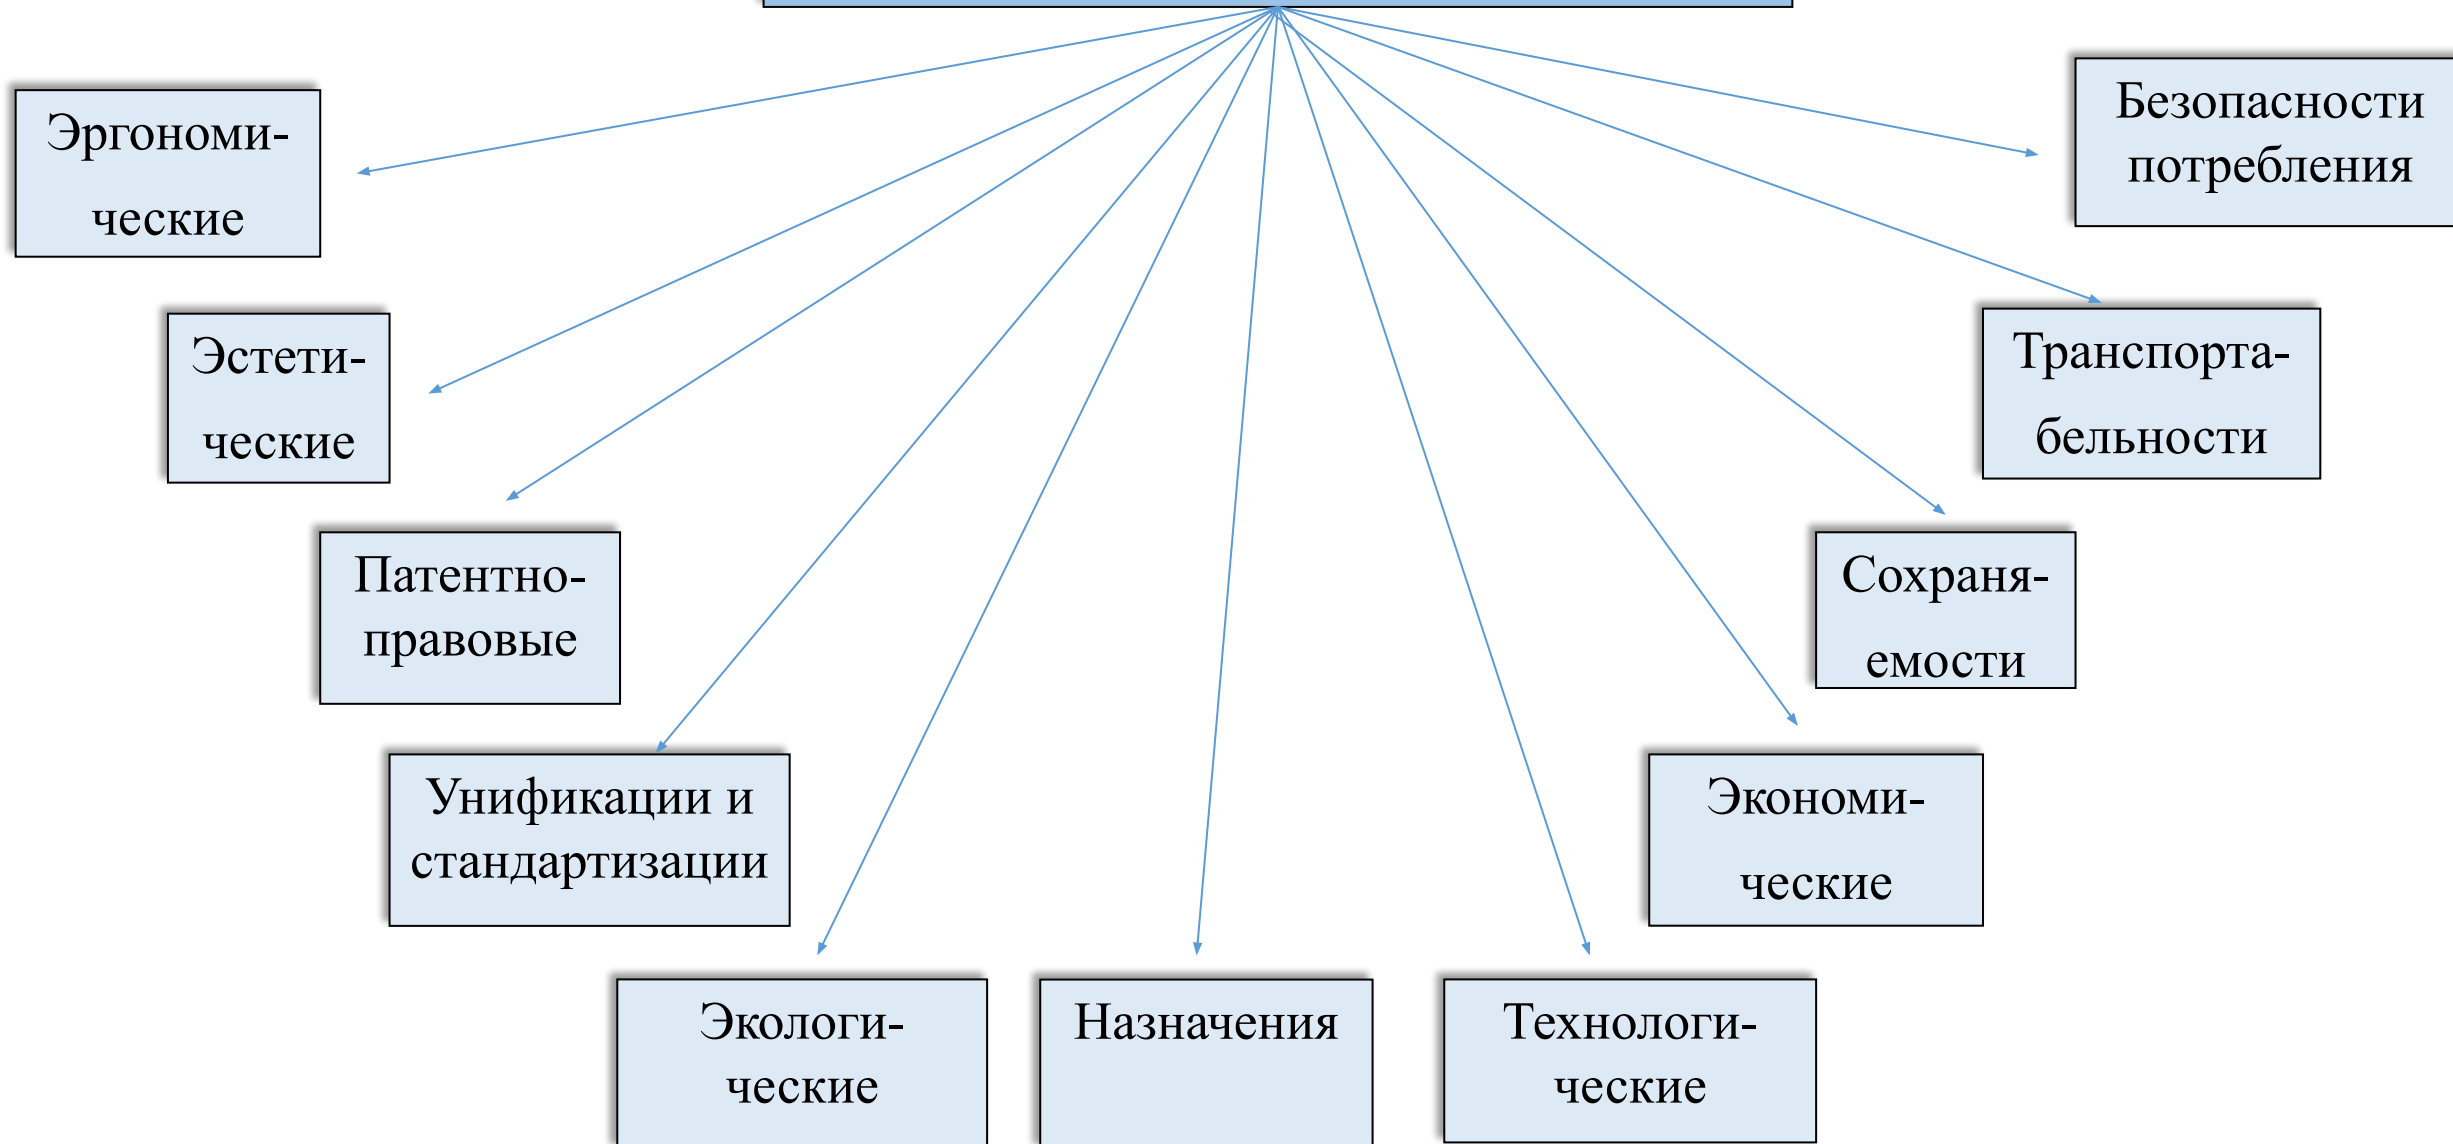 Эргономи-
ческие
Безопасности
потребления
Эстети-
ческие
Транспорта-
бельности
Патентно-
правовые
Сохраня-
емости
Унификации и
стандартизации
Экономи-
ческие
Экологи-
ческие
Назначения
Технологи-
ческие